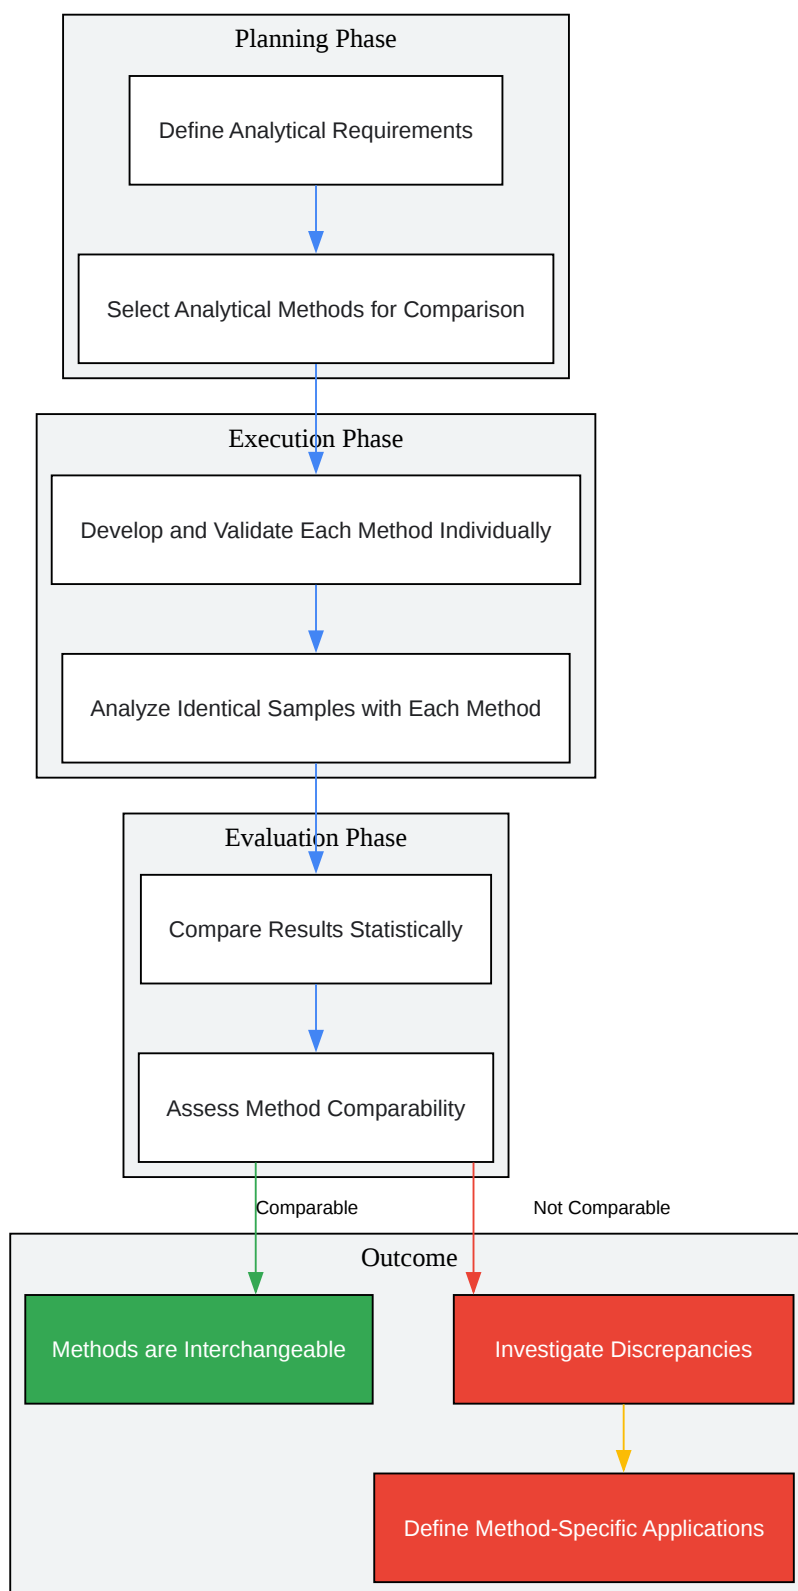 Planning Phase
Define Analytical Requirements
Select Analytical Methods for Comparison
Execution Phase
Develop and Validate Each Method Individually
Analyze Identical Samples with Each Method
Evaluation Phase
Compare Results Statistically
Assess Method Comparability
Comparable
Not Comparable
Outcome
Methods are Interchangeable
Investigate Discrepancies
Define Method-Specific Applications